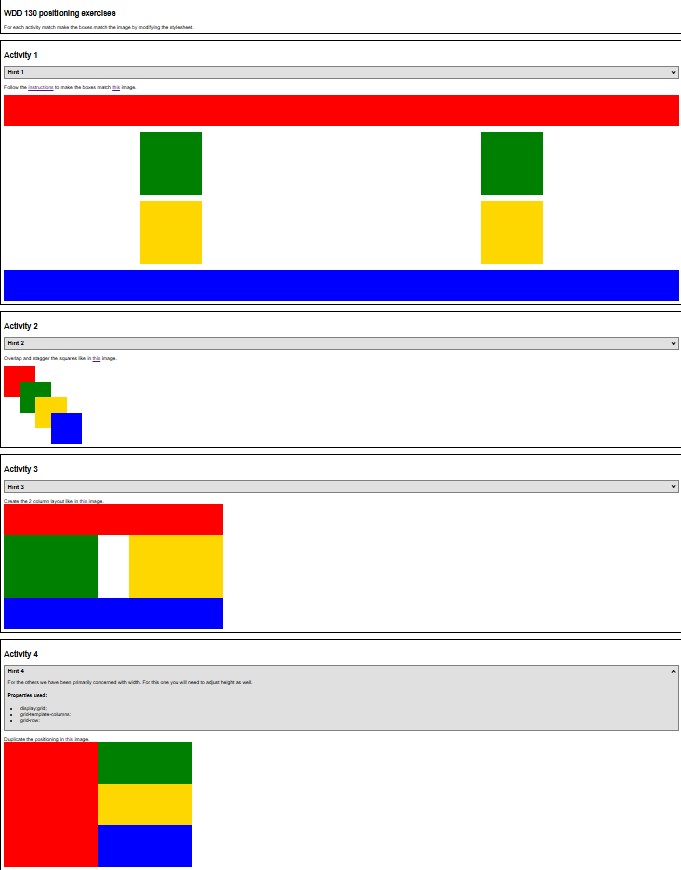 WDD 130 positioning exercises
For each activity match make the boxes match the image by modifying the stylesheet.
Activity 1
Hint 1
Follow the instructions to make the boxes match this image.
Activity 2
Hint 2
Overlap and stagger the squares like in this image.
Activity 3
Hint 3
Create the 2 column layout like in this image.
Activity 4
Hint 4
For the others we have been primarily concerned with width. For this one you will need to adjust height as well.
Properties used:
display:grid;
grid-template-columns:
grid-row:
Duplicate the positioning in this image.